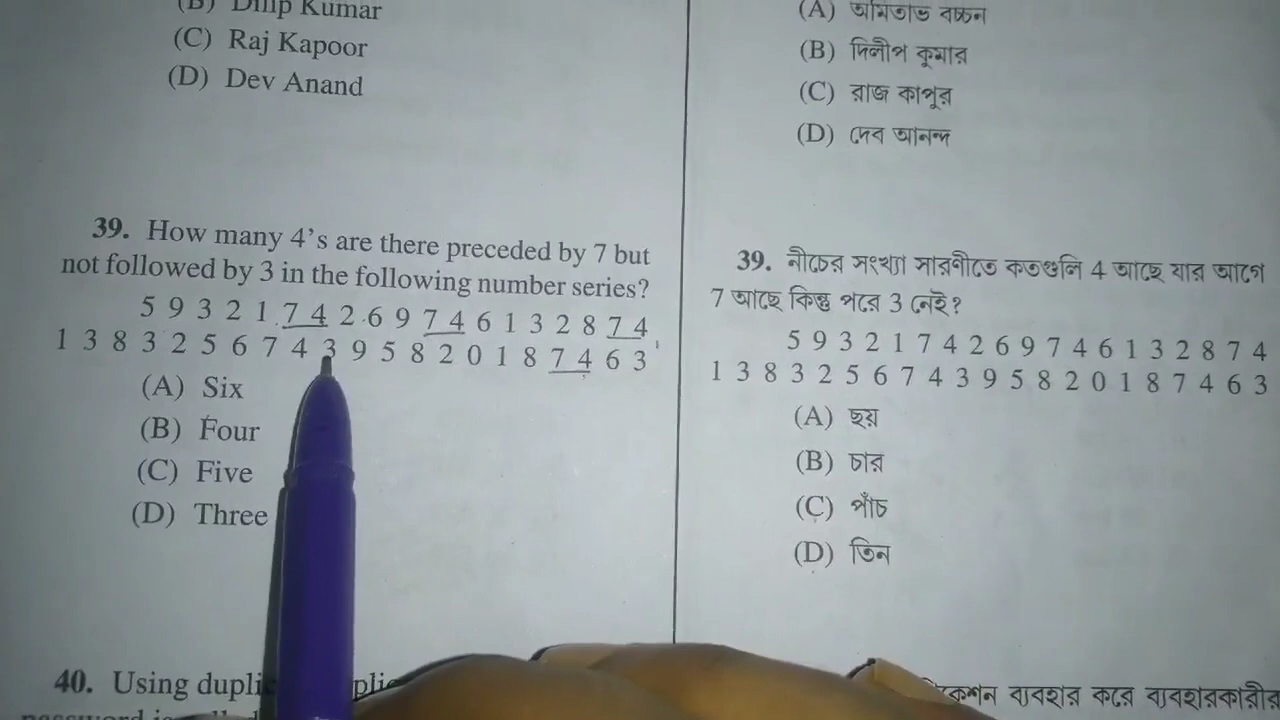 (B) Dilip Kumar
(C) Raj Kapoor
(D) Dev Anand
39. How many 4's are there preceded by 7 but
not followed by 3 in the following number series?
5 9 3 2 1 7 4 2 6 9 7 4 6 1 3 2 8 7 4
1 3 8 3 2 5 6 7 4 3 9 5 8 2 0 1 8 7 4 6 3
(A) Six
(B) Four
(C) Five
(D) Three
40. Using
(A) অমিতাভ বচ্চন
(B) দিলীপ কুমার
(C) রাজ কাপুর
(D) দেব আনন্দ
39. নীচের সংখ্যা সারণীতে কতগুলি 4 আছে যার আগে
7 আছে কিন্তু পরে 3 নেই?
5 9 3 2 1 7 4 2 6 9 7 4 6 1 3 2 8 7 4
1 3 8 3 2 5 6 7 4 3 9 5 8 2 0 1 8 7 4 6 3
(A) ছয়
(B) চার
(C) পাঁচ
(D) তিন
ব্যবহার করে ব্যবহারকারীর